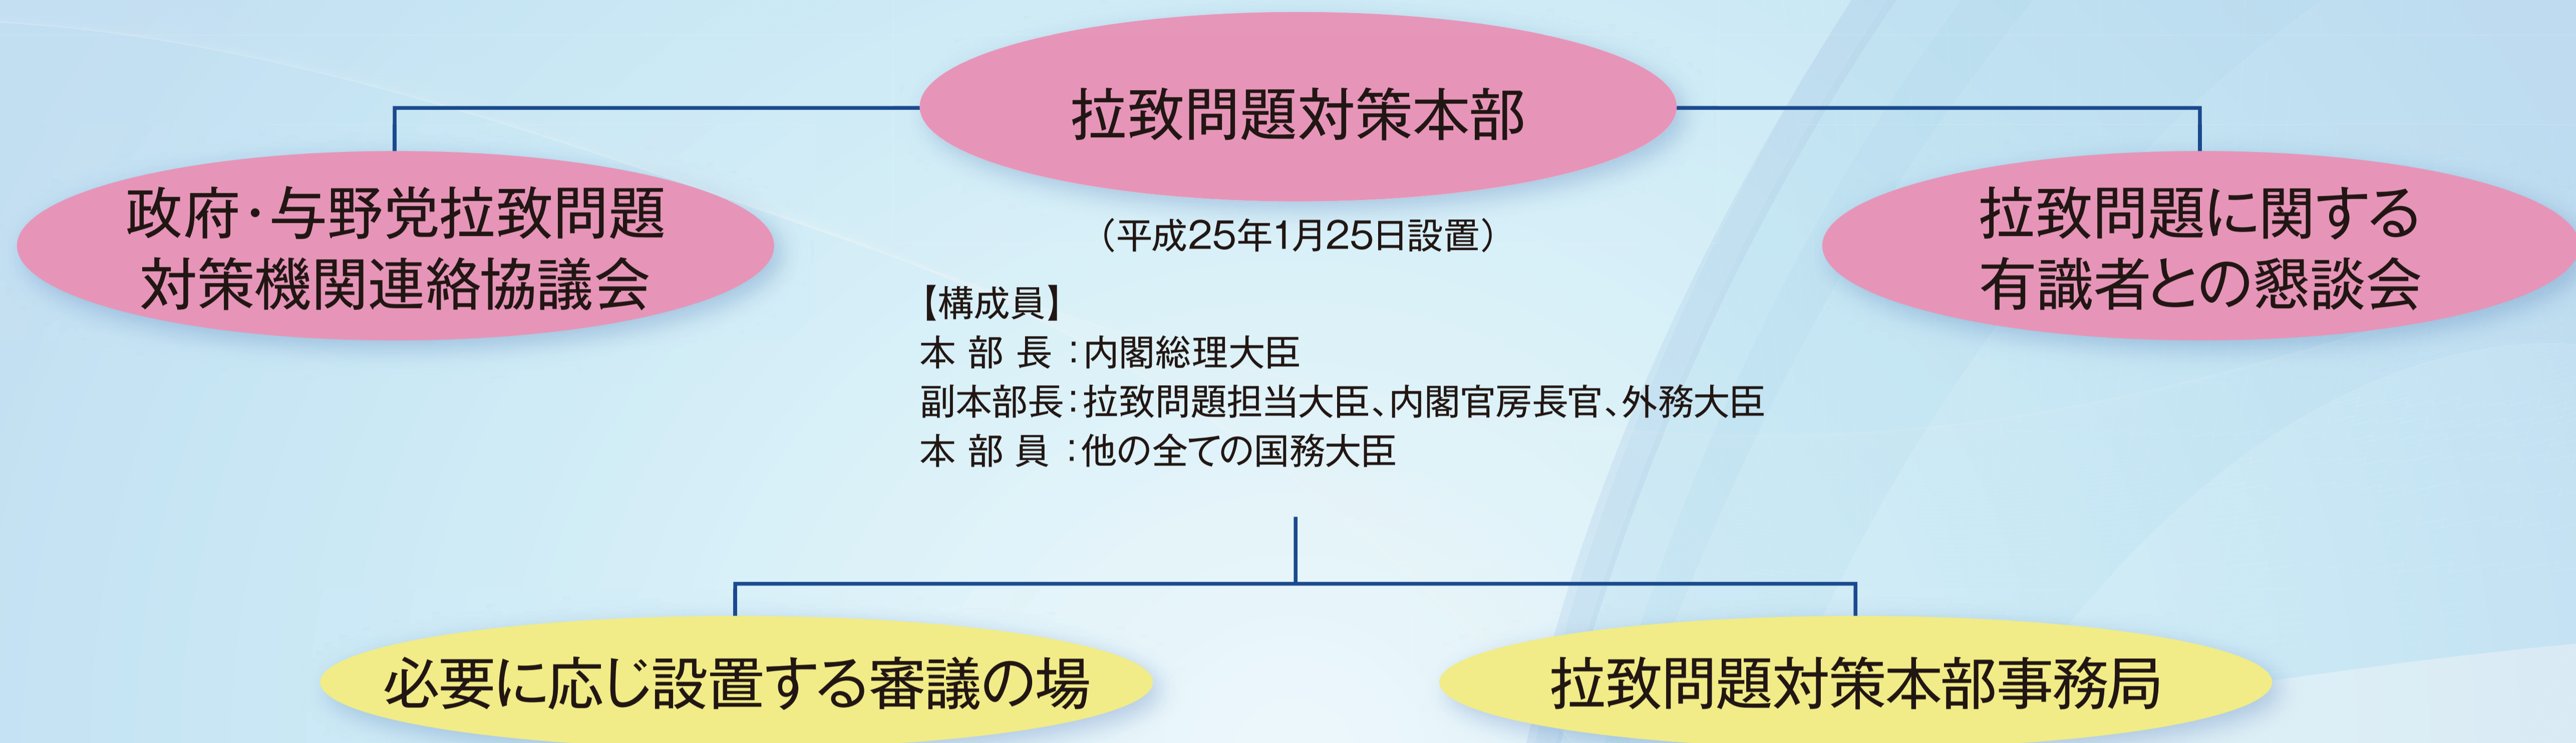 拉致問題対策本部
政府・与野党拉致問題
対策機関連絡協議会
拉致問題に関する
有識者との懇談会
（平成25年1月25日設置）
【構成員】
本 部 長 ：内閣総理大臣
副本部長：拉致問題担当大臣、内閣官房長官、外務大臣
本 部 員 ：他の全ての国務大臣
必要に応じ設置する審議の場
拉致問題対策本部事務局